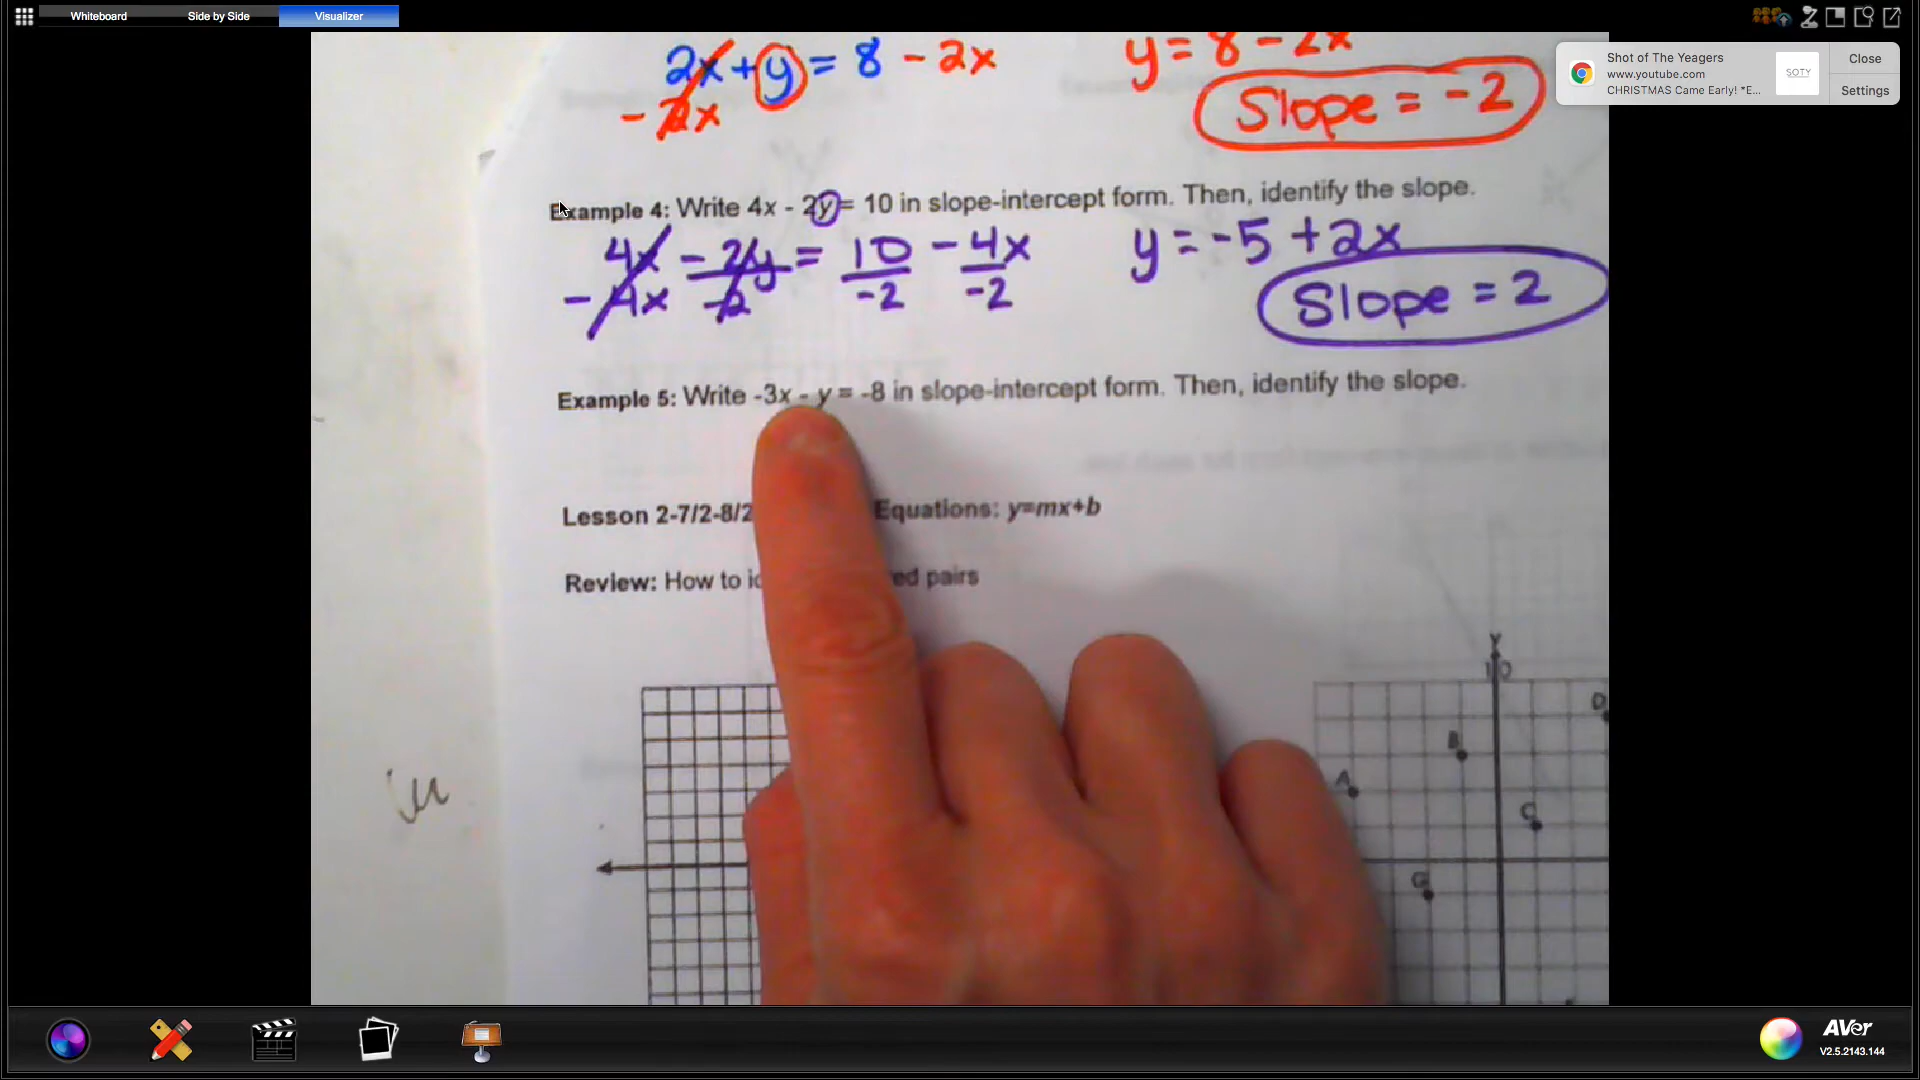 Whiteboard
Side by Side
Visualizer
Shot of The Yeagers
www.youtube.com
CHRISTMAS Came Early! *E...
SOTY
Close
Settings
2x + y = 8 - 2x
- 2x
y = 8 - 2x
Slope = -2
Example 4: Write 4x - 2y = 10 in slope-intercept form. Then, identify the slope.
4x - 2y = 10 - 4x
- 4x -2 -2 -2
y = -5 + 2x
Slope = 2
Example 5: Write -3x - y = -8 in slope-intercept form. Then, identify the slope.
Lesson 2-7/2-8/2 Equations: y=mx+b
Review: How to pairs
Y
10
D
B
A
C
G
AVer
V2.5.2143.144